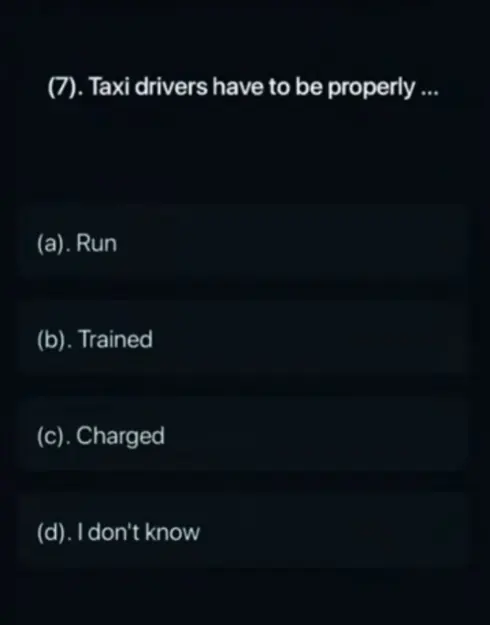 (7). Taxi drivers have to be properly ...
(a). Run
(b). Trained
(c). Charged
(d). I don't know